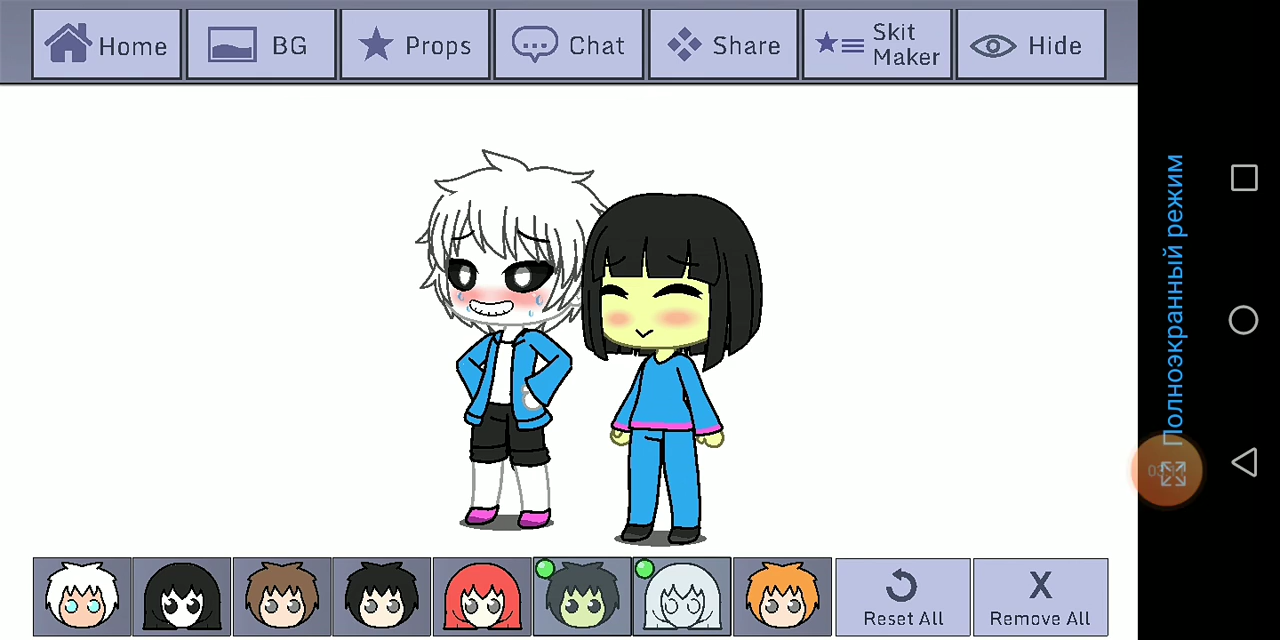 Home
BG
Props
Chat
Share
Skit
Maker
Hide
Полноэкранный режим
Reset All
X
Remove All